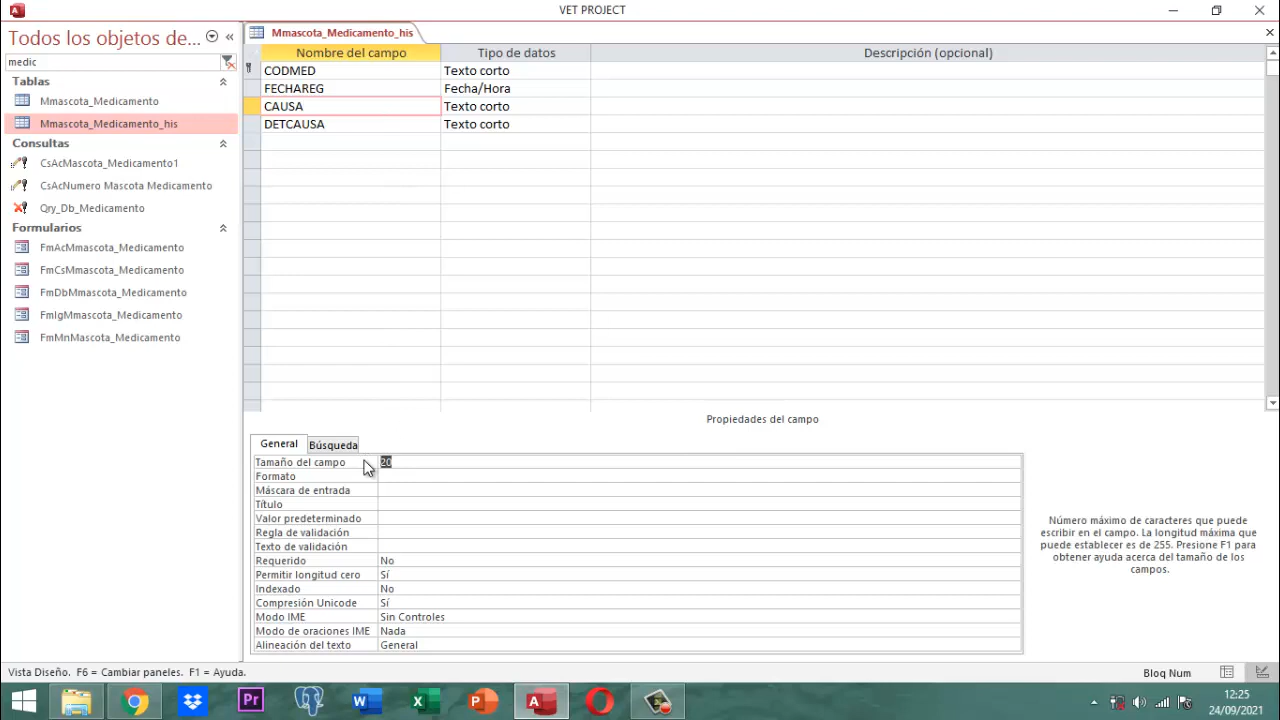 VET PROJECT
Todos los objetos de...
medic
Tablas
Mmascota_Medicamento
Mmascota_Medicamento_his
Consultas
CsAcMascota_Medicamento1
CsAcNumero Mascota Medicamento
Qry_Db_Medicamento
Formularios
FmAcMmascota_Medicamento
FmCsMmascota_Medicamento
FmDbMmascota_Medicamento
FmIgMmascota_Medicamento
FmMnMascota_Medicamento
Mmascota_Medicamento_his
Nombre del campo Tipo de datos Descripción (opcional)
CODMED Texto corto
FECHAREG Fecha/Hora
CAUSA Texto corto
DETCAUSA Texto corto
Propiedades del campo
General Búsqueda
Tamaño del campo 20
Formato
Máscara de entrada
Título
Valor predeterminado
Regla de validación
Texto de validación
Requerido No
Permitir longitud cero Sí
Indexado No
Compresión Unicode Sí
Modo IME Sin Controles
Modo de oraciones IME Nada
Alineación del texto General
Número máximo de caracteres que puede
escribir en el campo. La longitud máxima que
puede establecer es de 255. Presione F1 para
obtener ayuda acerca del tamaño de los
campos.
Vista Diseño. F6 = Cambiar paneles. F1 = Ayuda.
Bloq Num
12:25
24/09/2021